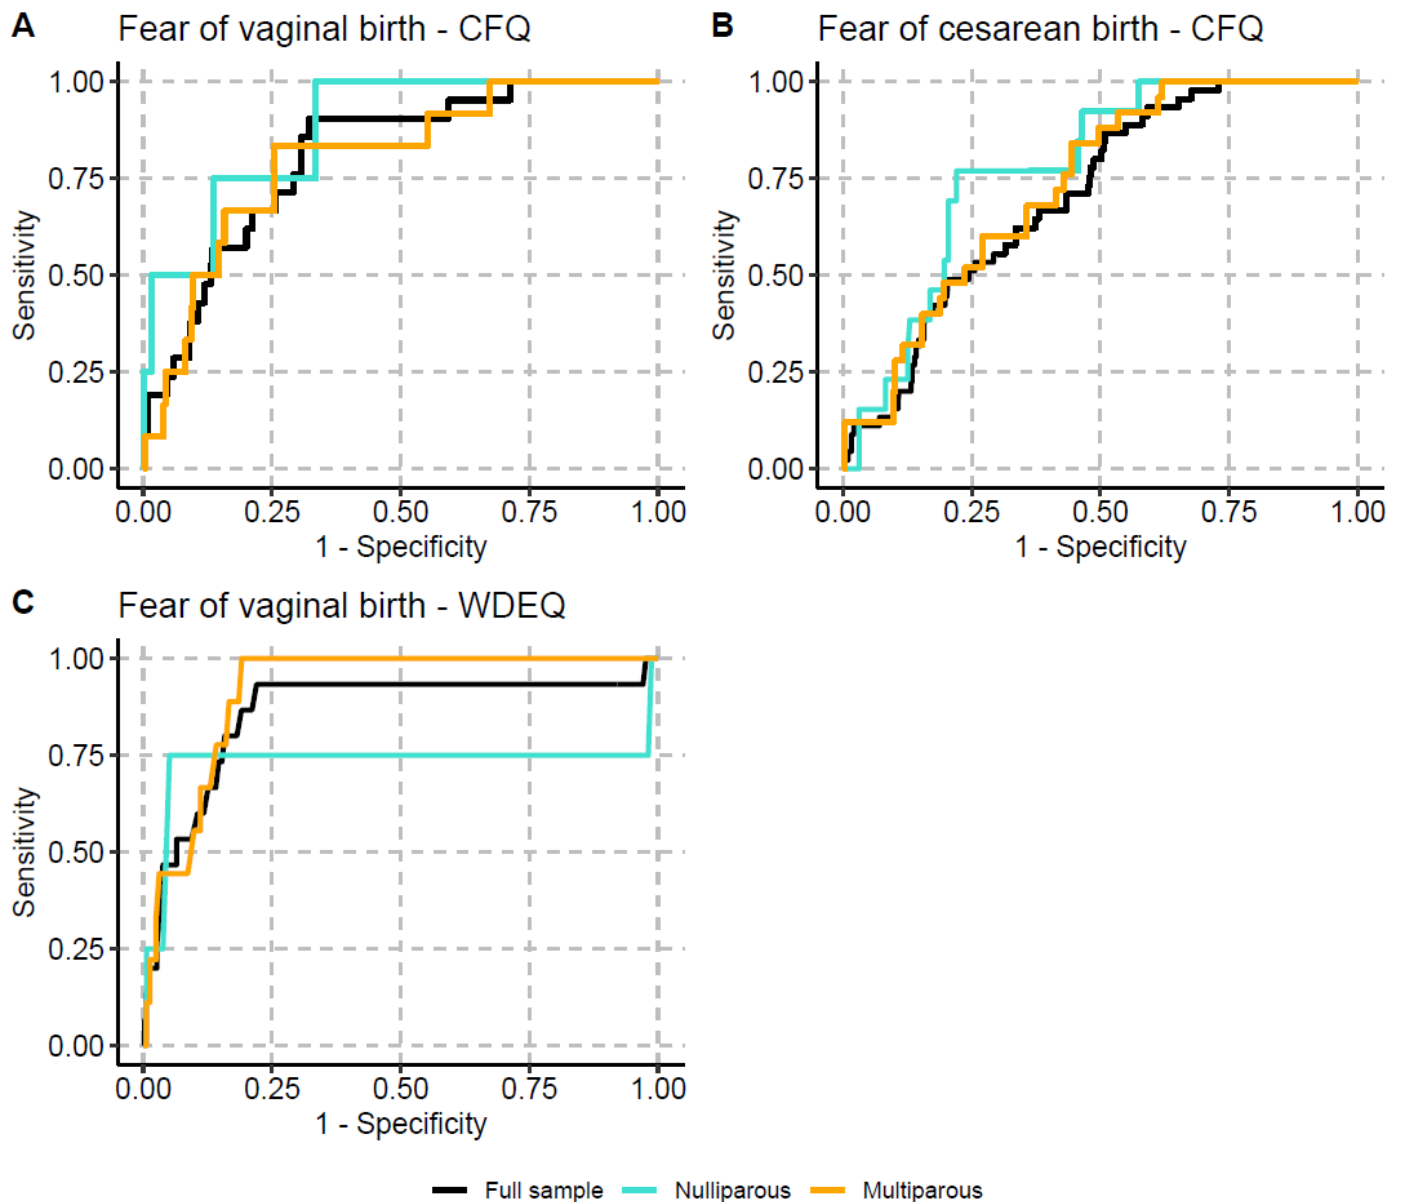 A Fear of vaginal birth - CFQ
1.00
0.75
0.50
0.25
0.00
Sensitivity
0.00 0.25 0.50 0.75 1.00
1 - Specificity
B Fear of cesarean birth - CFQ
1.00
0.75
0.50
0.25
0.00
Sensitivity
0.00 0.25 0.50 0.75 1.00
1 - Specificity
C Fear of vaginal birth - WDEQ
1.00
0.75
0.50
0.25
0.00
Sensitivity
0.00 0.25 0.50 0.75 1.00
1 - Specificity
Full sample Nulliparous Multiparous